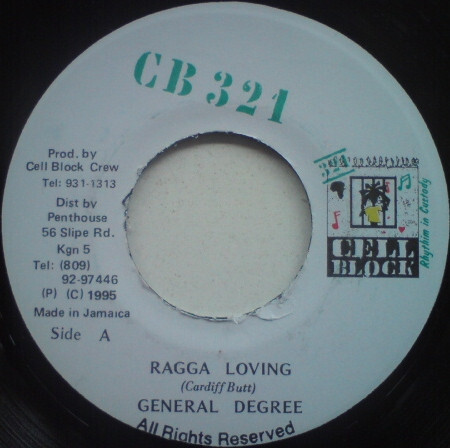 CB 321
Prod. by
Cell Block Crew
Tel: 931-1313
Dist by
Penthouse
56 Slipe Rd.
Kgn 5
Tel: (809)
92-97446
(P) (C) 1995
Made in Jamaica
Side A
321
CELL
BLOCK
Rhythim in Custody
RAGGA LOVING
(Cardiff Butt)
GENERAL DEGREE
All Rights Reserved